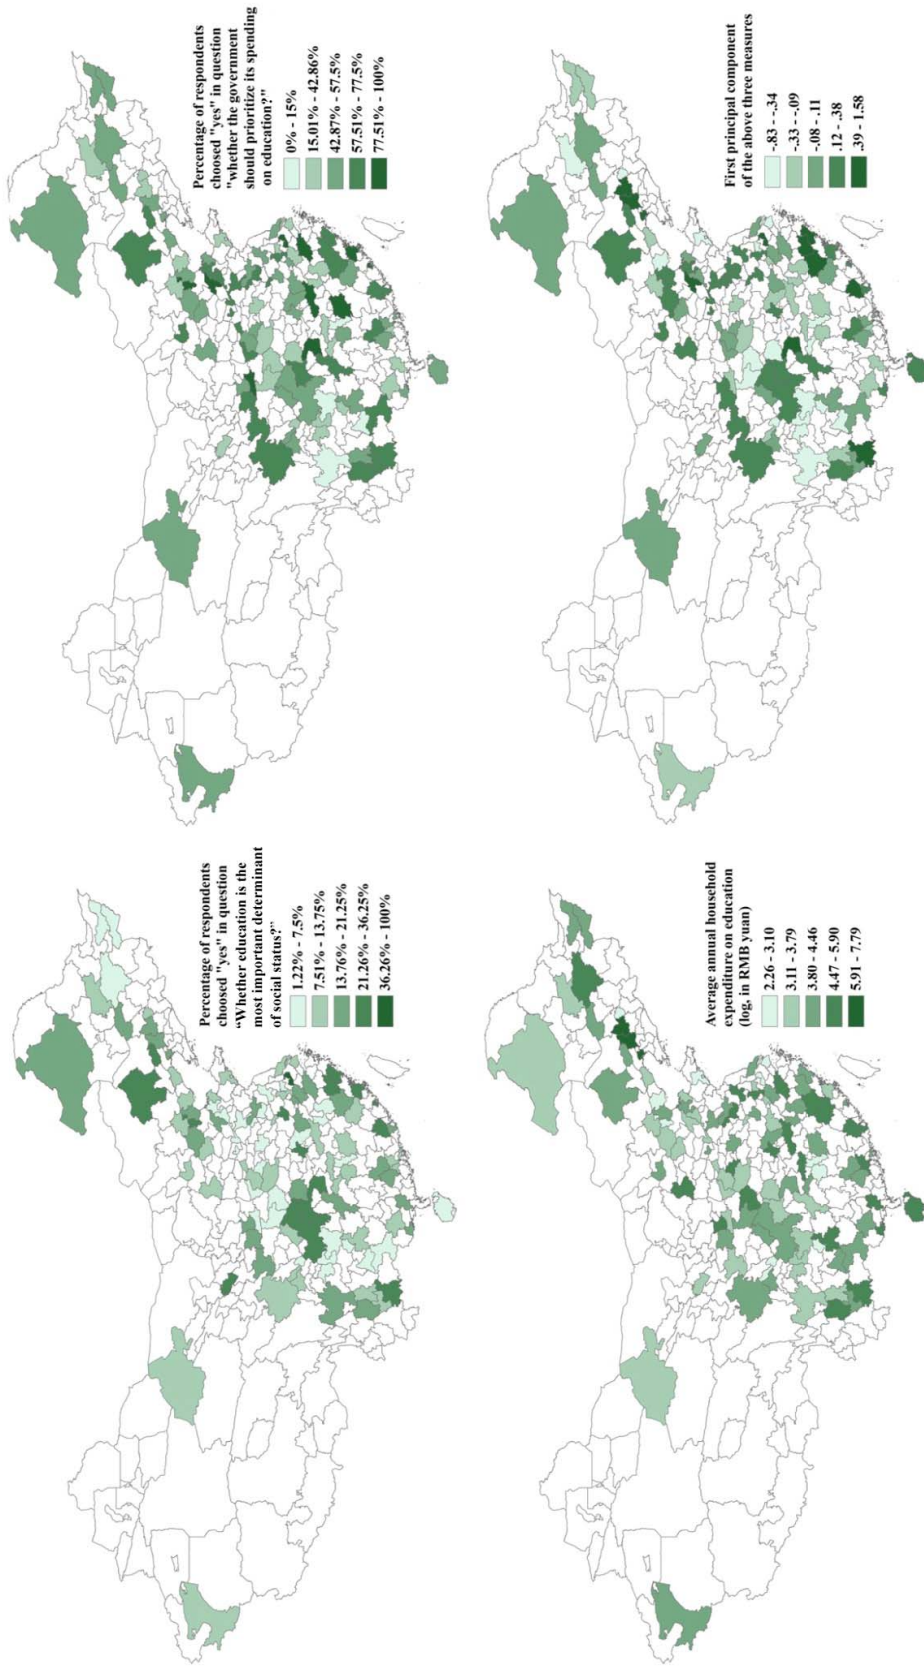 Percentage of respondents
choosed "yes" in question
"Whether education is the
most important determinant
of social status?"
1.22% - 7.5%
7.51% - 13.75%
13.76% - 21.25%
21.26% - 36.25%
36.26% - 100%
Percentage of respondents
choosed "yes" in question
"whether the government
should prioritize its spending
on education?"
0% - 15%
15.01% - 42.86%
42.87% - 57.5%
57.51% - 77.5%
77.51% - 100%
Average annual household
expenditure on education
(log, in RMB yuan)
2.26 - 3.10
3.11 - 3.79
3.80 - 4.46
4.47 - 5.90
5.91 - 7.79
First principal component
of the above three measures
-.83 - -.34
-.33 - -.09
-.08 - .11
.12 - .38
.39 - 1.58